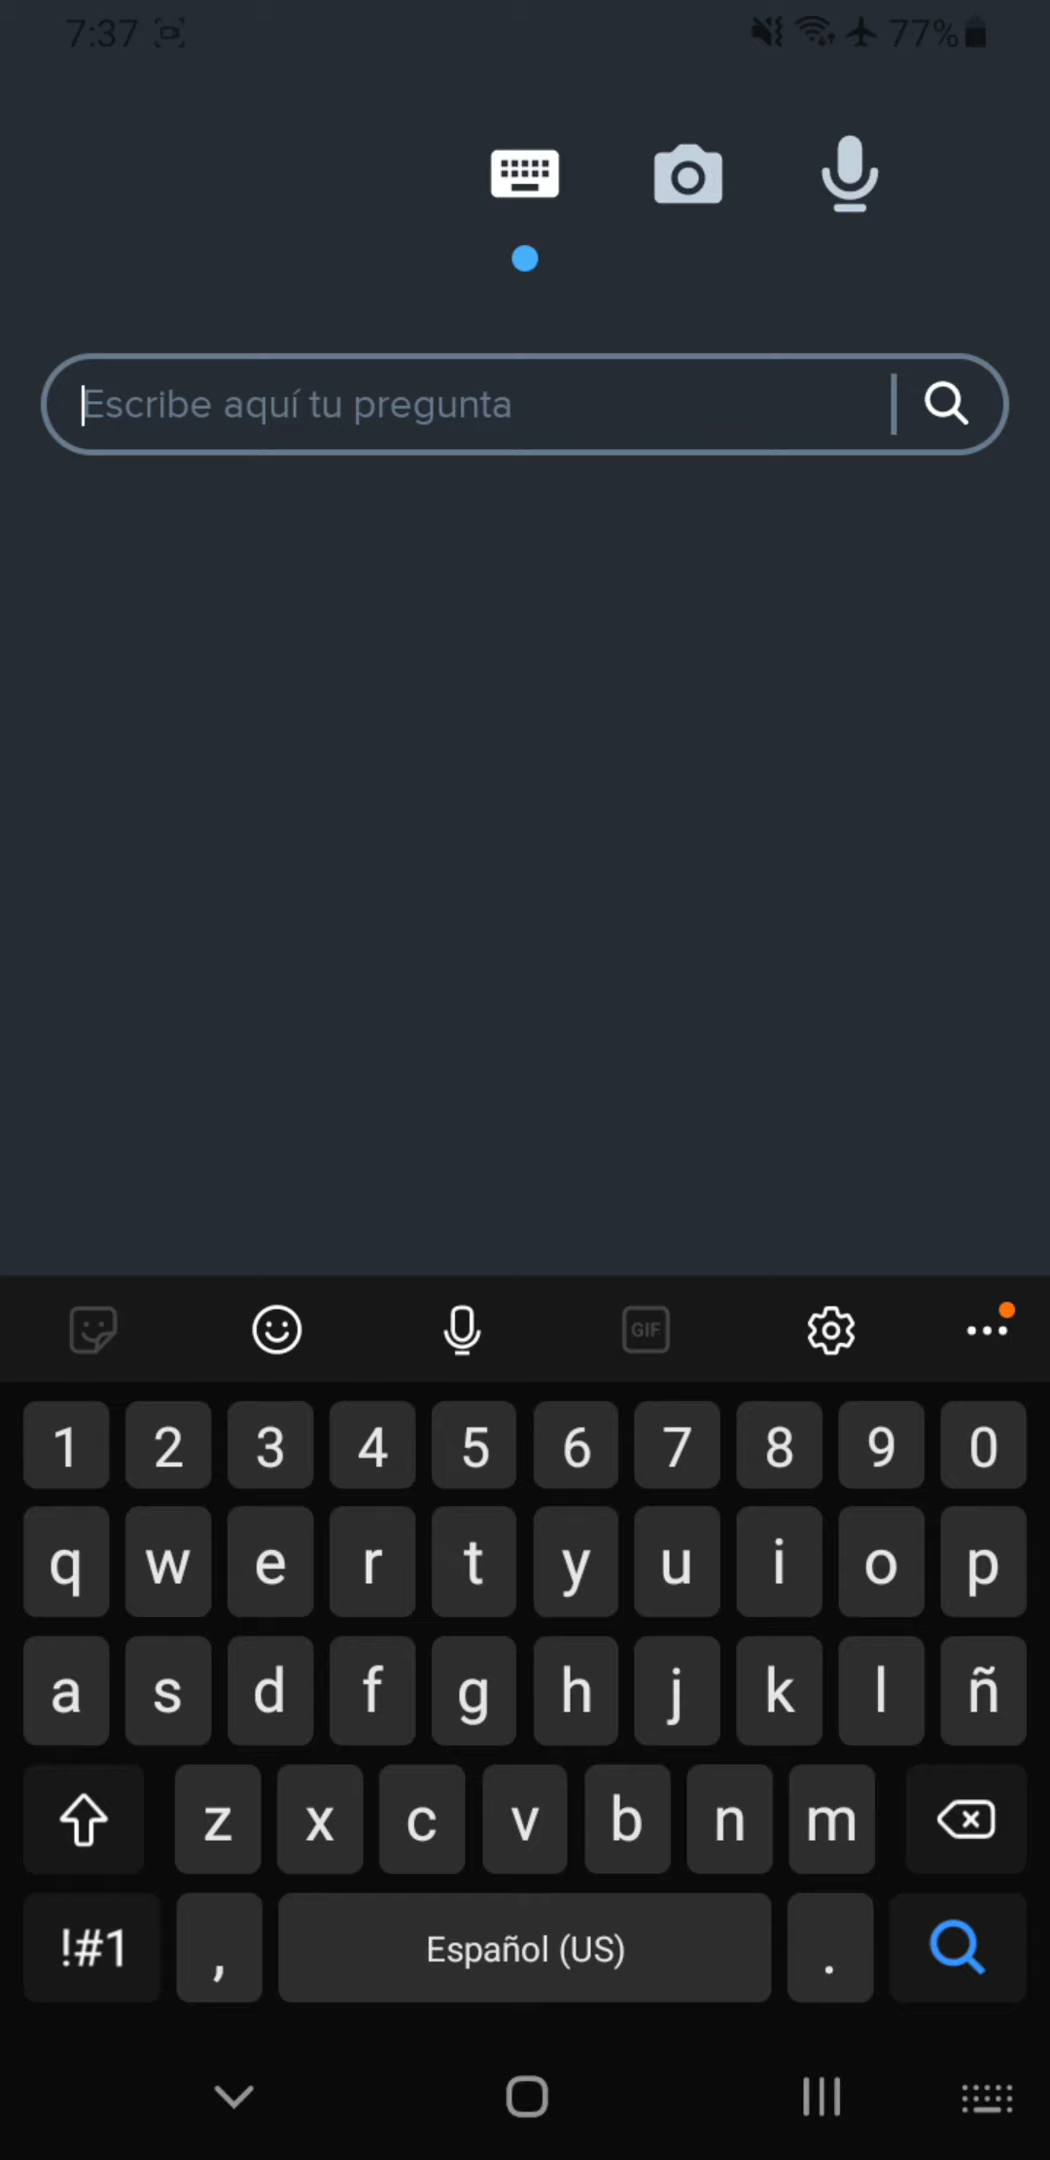 7:37 77%
Escribe aquí tu pregunta
GIF
1 2 3 4 5 6 7 8 9 0
q w e r t y u i o p
a s d f g h j k l ñ
z x c v b n m
!#1 , Español (US) .